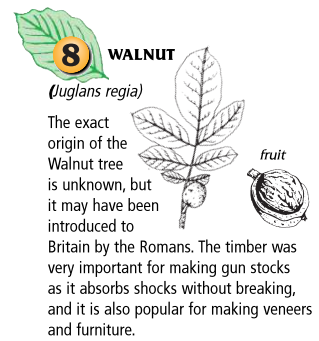 8 WALNUT
(Juglans regia)
The exact
origin of the
Walnut tree
is unknown, but
it may have been
introduced to
Britain by the Romans. The timber was
very important for making gun stocks
as it absorbs shocks without breaking,
and it is also popular for making veneers
and furniture.
fruit